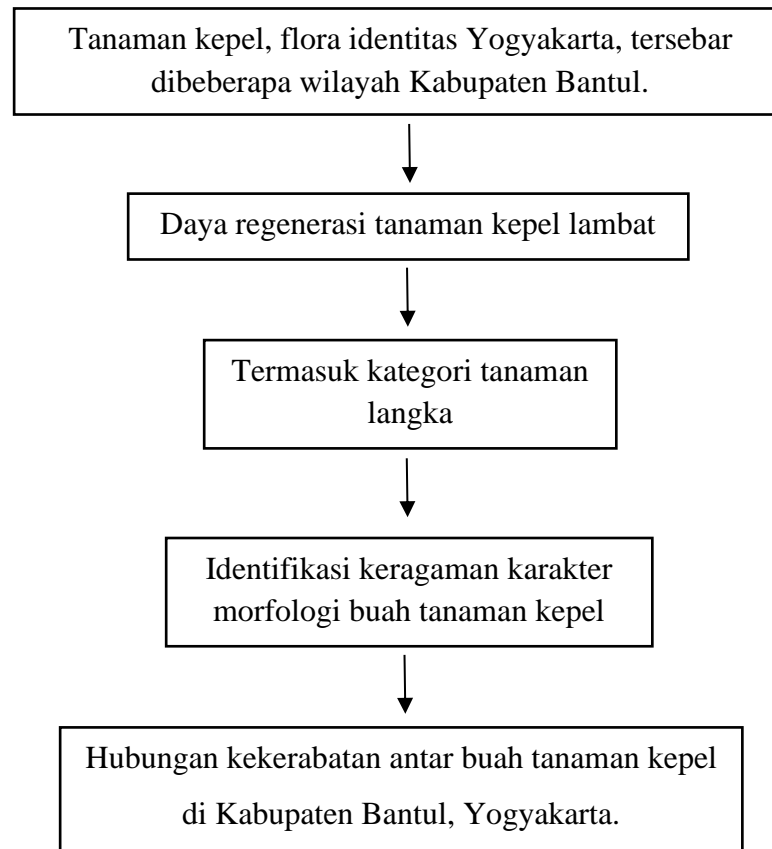 Tanaman kepel, flora identitas Yogyakarta, tersebar
dibeberapa wilayah Kabupaten Bantul.
Daya regenerasi tanaman kepel lambat
Termasuk kategori tanaman
langka
Identifikasi keragaman karakter
morfologi buah tanaman kepel
Hubungan kekerabatan antar buah tanaman kepel
di Kabupaten Bantul, Yogyakarta.